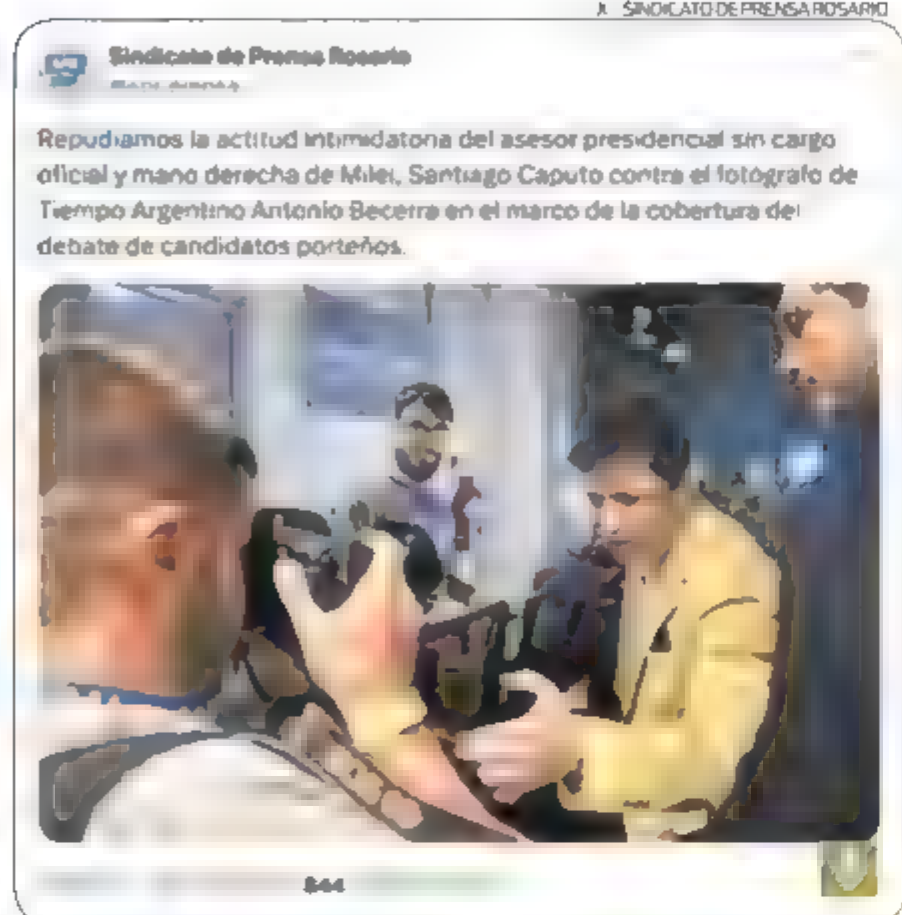 X SINDICATO DE PRENSA ROSARIO
Sindicato de Prensa Rosario
Repudiamos la actitud intimidatoria del asesor presidencial sin cargo
oficial y mano derecha de Milei, Santiago Caputo contra el fotógrafo de
Tiempo Argentino Antonio Becerra en el marco de la cobertura del
debate de candidatos porteños.